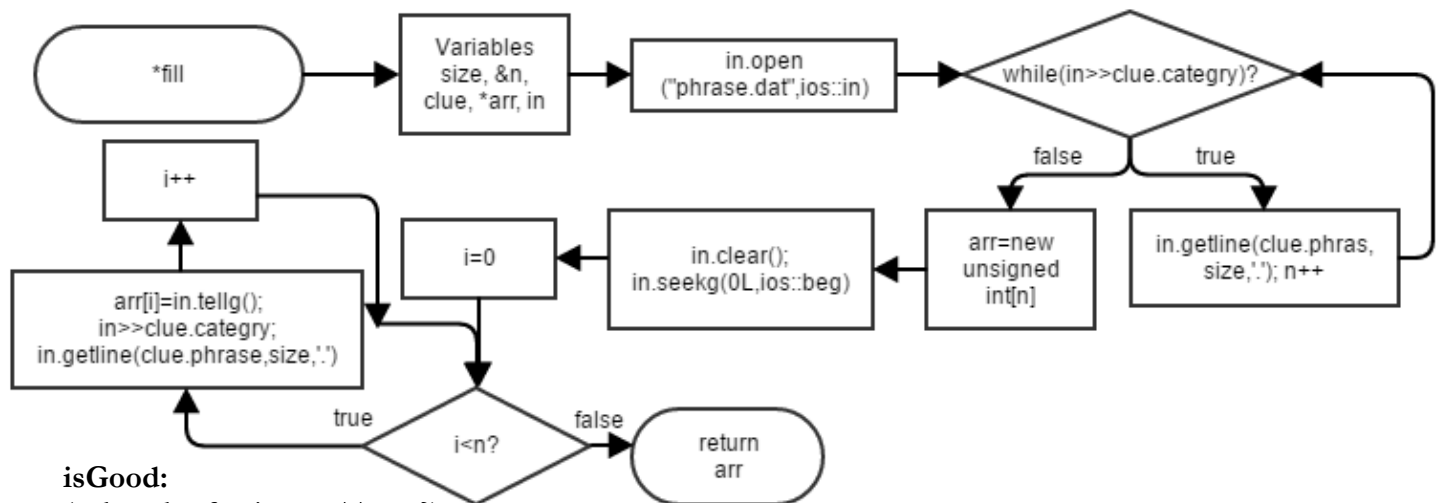 *fill
Variables
size, &n,
clue, *arr, in
in.open
("phrase.dat",ios::in)
while(in>>clue.categry)?
false
true
in.getline(clue.phras,
size,'.'); n++
arr=new
unsigned
int[n]
in.clear();
in.seekg(0L,ios::beg)
i=0
i++
arr[i]=in.tellg();
in>>clue.categry;
in.getline(clue.phrase,size,'.')
true
i<n?
false
return
arr
isGood: